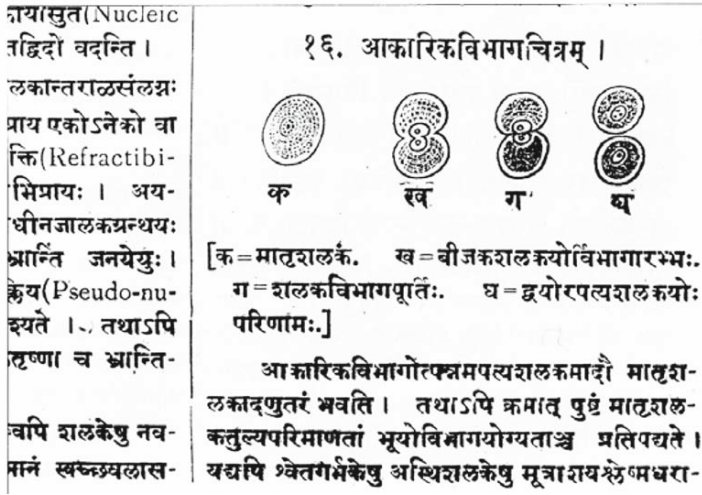 कायासुत(Nucleic
तद्विदो वदन्ति ।
लकान्तराळसंलग्नः
प्राय एकोऽनेको वा
क्ति(Refractibi-
भिप्रायः । अय-
धीनजालकग्रन्थयः
भ्रान्तिं जनयेयुः ।
क्लेय(Pseudo-nu-
श्यते । तथाऽपि
तृष्णा च भ्रान्ति-
वपि शलकेषु नव-
मानं स्वच्छधवलास-
१६. आकारिकविभागचित्रम् ।
क ख ग घ
[क=मातृशलकं. ख=बीजकशलकयोर्विभागारम्भः.
ग=शलकविभागपूर्तिः. घ=द्वयोरपत्यशलकयोः
परिणामः.]
आकारिकविभागोत्पन्नमपत्यशलकमादौ मातृश-
लकादणुतरं भवति । तथाऽपि क्रमात् पुष्टं मातृशल-
कतुल्यपरिमाणतां भूयोविभागयोग्यताञ्च प्रतिपद्यते ।
यद्यपि श्वेतगर्भकेषु अस्थिशलकेषु मूत्राशयश्लेष्मधरा-